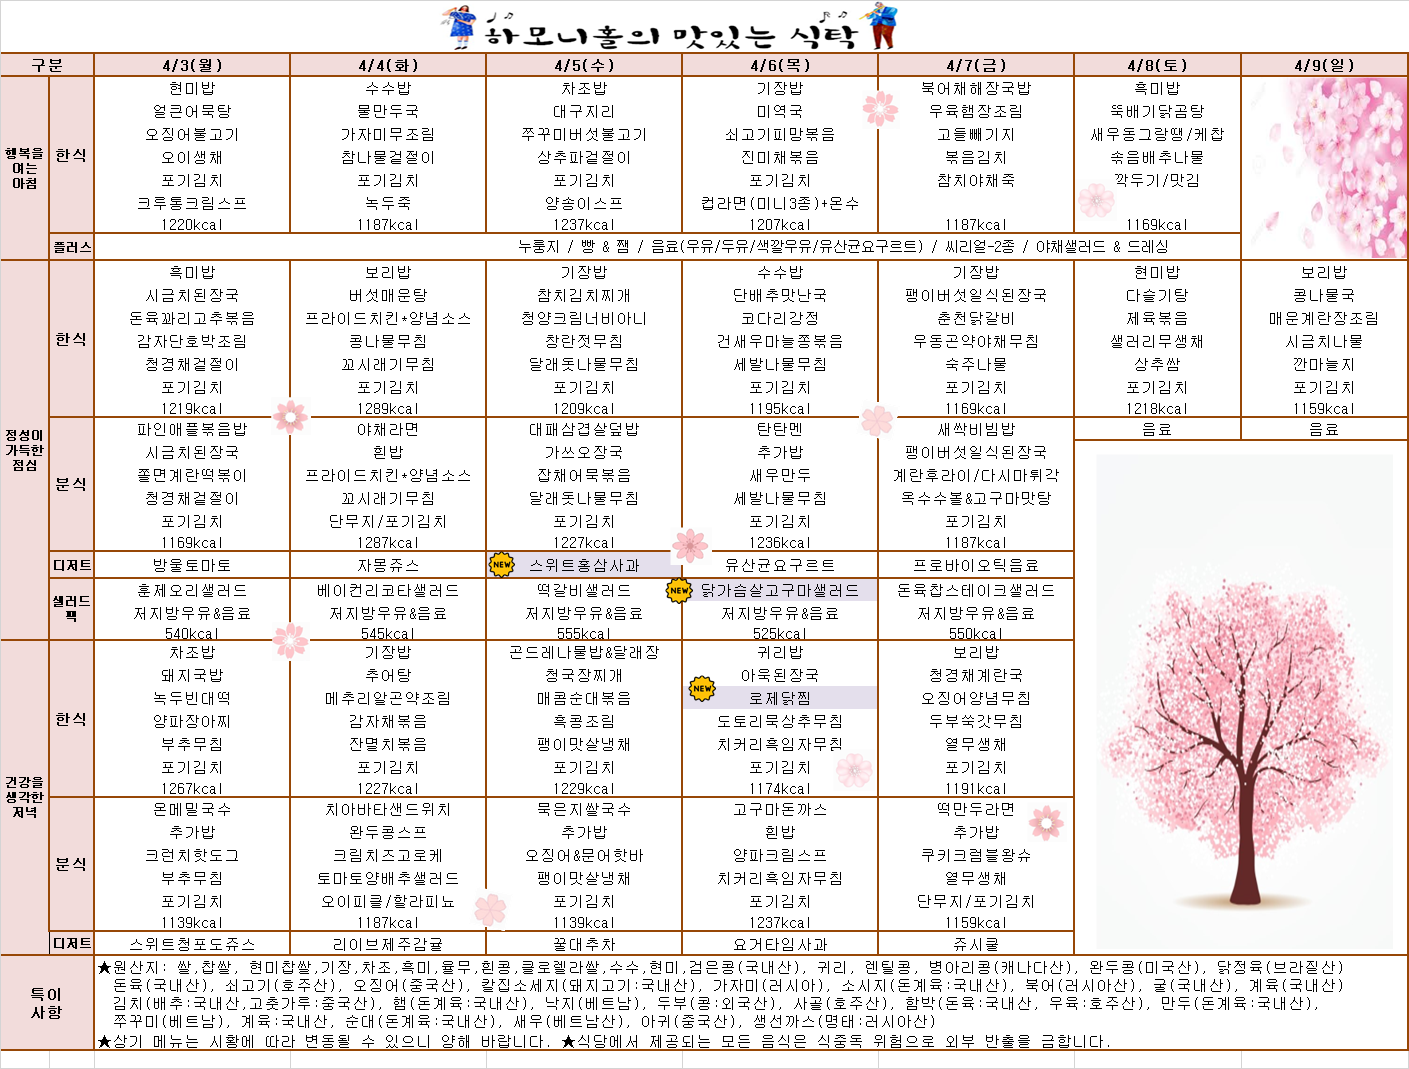 하모니홀의 맛있는 식탁
구분 4/3(월) 4/4(화) 4/5(수) 4/6(목) 4/7(금) 4/8(토) 4/9(일)
행복을 여는 아침
한식
현미밥 수수밥 차조밥 기장밥 북어채해장국밥 흑미밥
얼큰어묵탕 물만두국 대구지리 미역국 우육햄장조림 뚝배기닭곰탕
오징어불고기 가자미무조림 쭈꾸미버섯불고기 쇠고기피망볶음 고들빼기지 새우동그랑땡/케찹
오이생채 참나물겉절이 상추파겉절이 진미채볶음 볶음김치 솎음배추나물
포기김치 포기김치 포기김치 포기김치 참치야채죽 깍두기/맛김
크루통크림스프 녹두죽 양송이스프 컵라면(미니3종)+온수
1220kcal 1187kcal 1237kcal 1207kcal 1187kcal 1169kcal
플러스 누룽지 / 빵 & 잼 / 음료(우유/두유/색깔우유/유산균요구르트) / 씨리얼-2종 / 야채샐러드 & 드레싱
정성이 가득한 점심
한식
흑미밥 보리밥 기장밥 수수밥 기장밥 현미밥 보리밥
시금치된장국 버섯매운탕 참치김치찌개 단배추맛난국 팽이버섯일식된장국 다슬기탕 콩나물국
돈육꽈리고추볶음 프라이드치킨*양념소스 청양크림너비아니 코다리강정 춘천닭갈비 제육볶음 매운계란장조림
감자단호박조림 콩나물무침 창란젓무침 건새우마늘쫑볶음 우동곤약야채무침 샐러리무생채 시금치나물
청경채겉절이 꼬시래기무침 달래돗나물무침 세발나물무침 숙주나물 상추쌈 깐마늘지
포기김치 포기김치 포기김치 포기김치 포기김치 포기김치 포기김치
1219kcal 1289kcal 1209kcal 1195kcal 1169kcal 1218kcal 1159kcal
분식
파인애플볶음밥 야채라면 대패삼겹살덮밥 탄탄멘 새싹비빔밥 음료 음료
시금치된장국 흰밥 가쓰오장국 추가밥 팽이버섯일식된장국
쫄면계란떡볶이 프라이드치킨*양념소스 잡채어묵볶음 새우만두 계란후라이/다시마튀각
청경채겉절이 꼬시래기무침 달래돗나물무침 세발나물무침 옥수수볼&고구마맛탕
포기김치 단무지/포기김치 포기김치 포기김치 포기김치
1169kcal 1287kcal 1227kcal 1236kcal 1187kcal
디저트 방울토마토 자몽쥬스 NEW 스위트홍삼사과 유산균요구르트 프로바이오틱음료
샐러드팩
훈제오리샐러드 베이컨리코타샐러드 떡갈비샐러드 NEW 닭가슴살고구마샐러드 돈육찹스테이크샐러드
저지방우유&음료 저지방우유&음료 저지방우유&음료 저지방우유&음료 저지방우유&음료
540kcal 545kcal 555kcal 525kcal 550kcal
건강을 생각한 저녁
한식
차조밥 기장밥 곤드레나물밥&달래장 귀리밥 보리밥
돼지국밥 추어탕 청국장찌개 아욱된장국 청경채계란국
녹두빈대떡 메추리알곤약조림 매콤순대볶음 NEW 로제닭찜 오징어양념무침
양파장아찌 감자채볶음 흑콩조림 도토리묵상추무침 두부쑥갓무침
부추무침 잔멸치볶음 팽이맛살냉채 치커리흑임자무침 열무생채
포기김치 포기김치 포기김치 포기김치 포기김치
1267kcal 1227kcal 1229kcal 1174kcal 1191kcal
분식
온메밀국수 치아바타샌드위치 묵은지쌀국수 고구마돈까스 떡만두라면
추가밥 완두콩스프 추가밥 흰밥 추가밥
크런치핫도그 크림치즈고로케 오징어&문어핫바 양파크림스프 쿠키크럼블왕슈
부추무침 토마토양배추샐러드 팽이맛살냉채 치커리흑임자무침 열무생채
포기김치 오이피클/할라피뇨 포기김치 포기김치 단무지/포기김치
1139kcal 1187kcal 1139kcal 1237kcal 1159kcal
디저트 스위트청포도쥬스 리이브제주감귤 꿀대추차 요거타임사과 쥬시쿨
특이사항
★원산지: 쌀,찹쌀, 현미찹쌀,기장,차조,흑미,율무,흰콩,클로렐라쌀,수수,현미,검은콩(국내산), 귀리, 렌틸콩, 병아리콩(캐나다산), 완두콩(미국산), 닭정육(브라질산)
돈육(국내산), 쇠고기(호주산), 오징어(중국산), 칼집소세지(돼지고기:국내산), 가자미(러시아), 소시지(돈계육:국내산), 북어(러시아산), 굴(국내산), 계육(국내산)
김치(배추:국내산,고춧가루:중국산), 햄(돈계육:국내산), 낙지(베트남), 두부(콩:외국산), 사골(호주산), 함박(돈육:국내산, 우육:호주산), 만두(돈계육:국내산),
쭈꾸미(베트남), 계육:국내산, 순대(돈계육:국내산), 새우(베트남산), 아귀(중국산), 생선까스(명태:러시아산)
★상기 메뉴는 시황에 따라 변동될 수 있으니 양해 바랍니다. ★식당에서 제공되는 모든 음식은 식중독 위험으로 외부 반출을 금합니다.